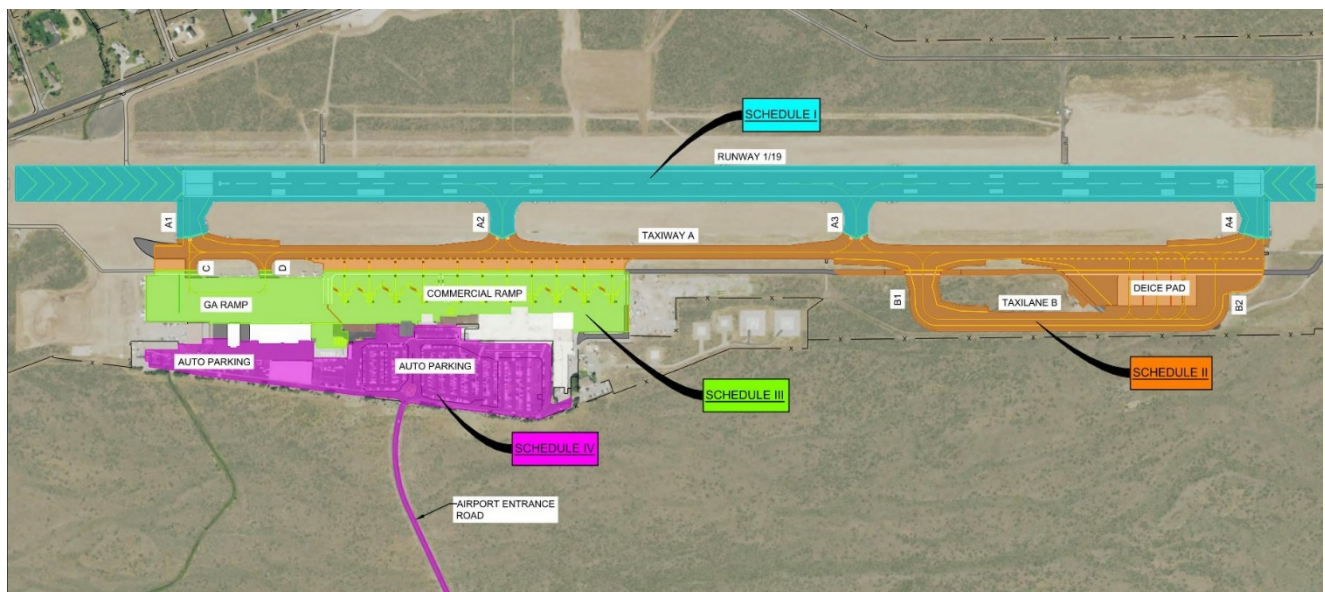 SCHEDULE I
RUNWAY 1/19
A1
A2
A3
A4
TAXIWAY A
C
D
GA RAMP
COMMERCIAL RAMP
B1
TAXILANE B
DEICE PAD
B2
AUTO PARKING
AUTO PARKING
SCHEDULE II
SCHEDULE III
SCHEDULE IV
AIRPORT ENTRANCE
ROAD